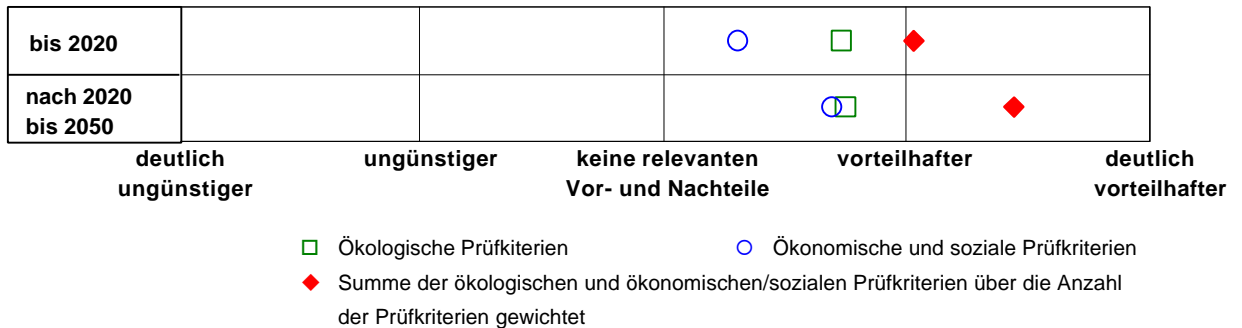 bis 2020
nach 2020
bis 2050
deutlich ungünstiger keine relevanten vorteilhafter deutlich
ungünstiger Vor- und Nachteile vorteilhafter
Ökologische Prüfkiterien Ökonomische und soziale Prüfkriterien
Summe der ökologischen und ökonomischen/sozialen Prüfkriterien über die Anzahl
der Prüfkriterien gewichtet